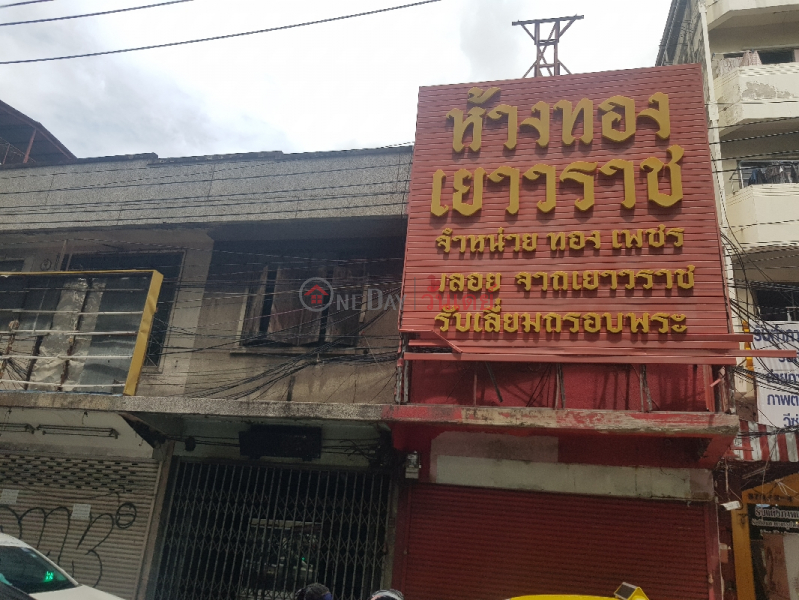 ห้างทอง
เยาวราช
จำหน่าย ทอง เพชร
พลอย จากเยาวราช
รับเลี่ยมกรอบพระ
ONEDAY